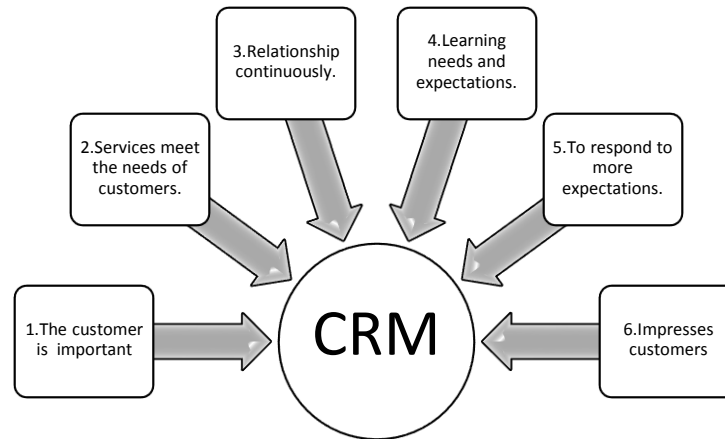 1.The customer
is important
2.Services meet
the needs of
customers.
3.Relationship
continuously.
4.Learning
needs and
expectations.
5.To respond to
more
expectations.
6.Impresses
customers
CRM